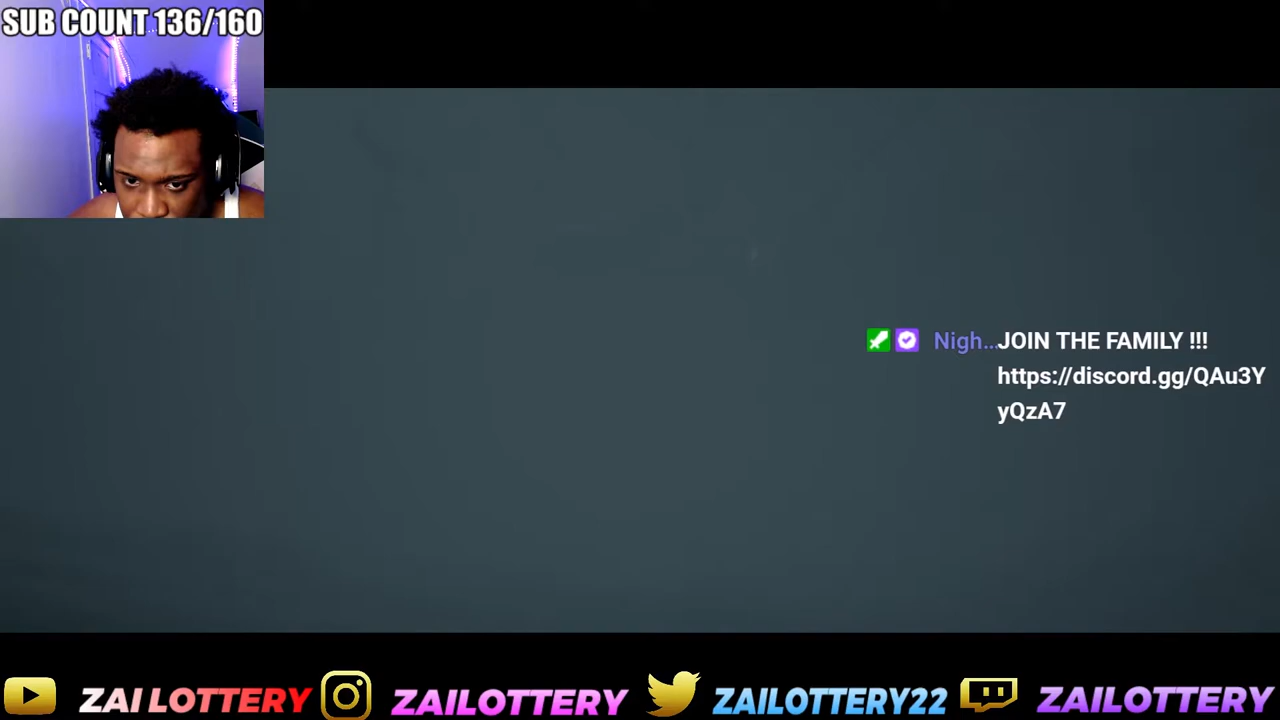 SUB COUNT 136/160
Nigh... JOIN THE FAMILY !!!
https://discord.gg/QAu3Y
yQzA7
ZAI LOTTERY ZAILOTTERY ZAILOTTERY22 ZAILOTTERY